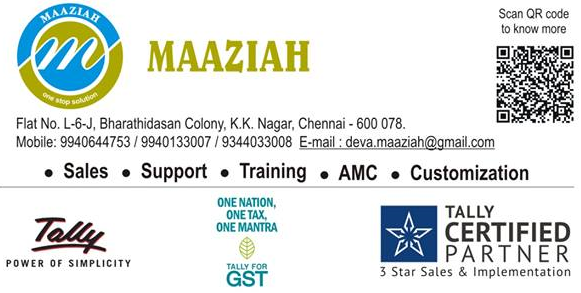 MAAZIAH
m
one stop solution
MAAZIAH
Scan QR code
to know more
Flat No. L-6-J, Bharathidasan Colony, K.K. Nagar, Chennai - 600 078.
Mobile: 9940644753 / 9940133007 / 9344033008 E-mail : deva.maaziah@gmail.com
● Sales ● Support ● Training ● AMC ● Customization
Tally
POWER OF SIMPLICITY
ONE NATION,
ONE TAX,
ONE MANTRA
TALLY FOR
GST
TALLY
CERTIFIED
PARTNER
3 Star Sales & Implementation